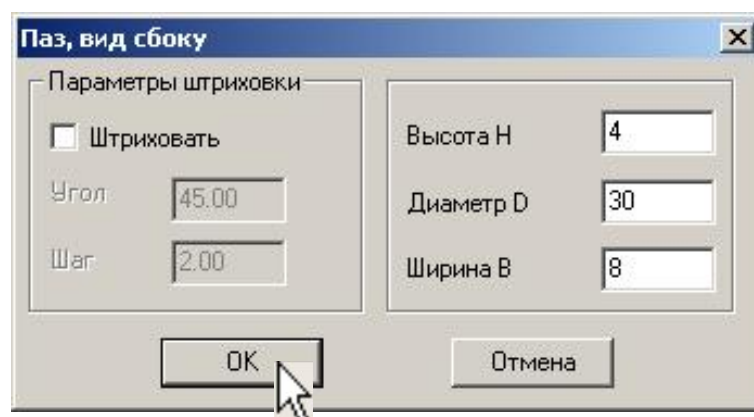 Паз, вид сбоку
Параметры штриховки
Штриховать
Угол 45.00
Шаг 2.00
Высота H 4
Диаметр D 30
Ширина B 8
OK
Отмена